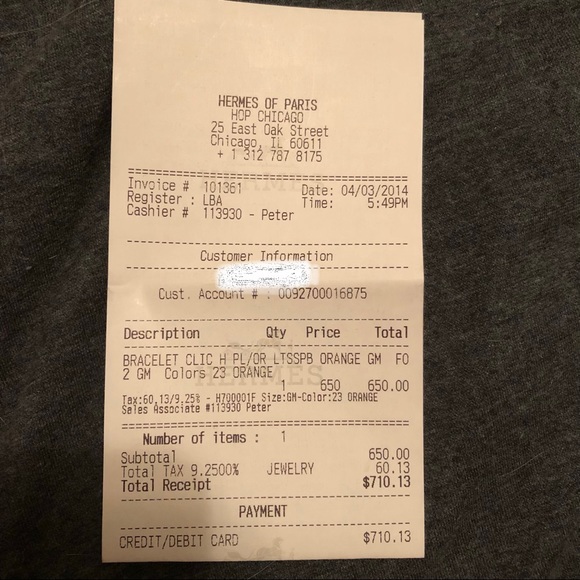 HERMES OF PARIS
HOP CHICAGO
25 East Oak Street
Chicago, IL 60611
+ 1 312 787 8175
Invoice # 101361 Date: 04/03/2014
Register : LBA Time: 5:49PM
Cashier # 113930 - Peter
Customer Information
Cust. Account # : 0092700016875
Description Qty Price Total
BRACELET CLIC H PL/OR LTSSPB ORANGE GM FO
2 GM Colors 23 ORANGE
1 650 650.00
Tax:60.13/9.25% - H700001F Size:GM-Color:23 ORANGE
Sales Associate #113930 Peter
Number of items : 1
Subtotal 650.00
Total TAX 9.2500% JEWELRY 60.13
Total Receipt $710.13
PAYMENT
CREDIT/DEBIT CARD $710.13
HERMES